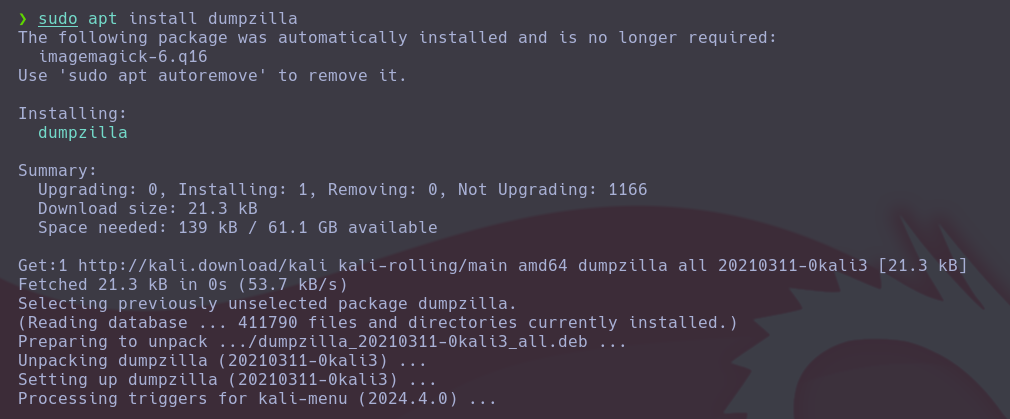 ❯ sudo apt install dumpzilla
The following package was automatically installed and is no longer required:
  imagemagick-6.q16
Use 'sudo apt autoremove' to remove it.

Installing:
  dumpzilla

Summary:
  Upgrading: 0, Installing: 1, Removing: 0, Not Upgrading: 1166
  Download size: 21.3 kB
  Space needed: 139 kB / 61.1 GB available

Get:1 http://kali.download/kali kali-rolling/main amd64 dumpzilla all 20210311-0kali3 [21.3 kB]
Fetched 21.3 kB in 0s (53.7 kB/s)
Selecting previously unselected package dumpzilla.
(Reading database ... 411790 files and directories currently installed.)
Preparing to unpack .../dumpzilla_20210311-0kali3_all.deb ...
Unpacking dumpzilla (20210311-0kali3) ...
Setting up dumpzilla (20210311-0kali3) ...
Processing triggers for kali-menu (2024.4.0) ...